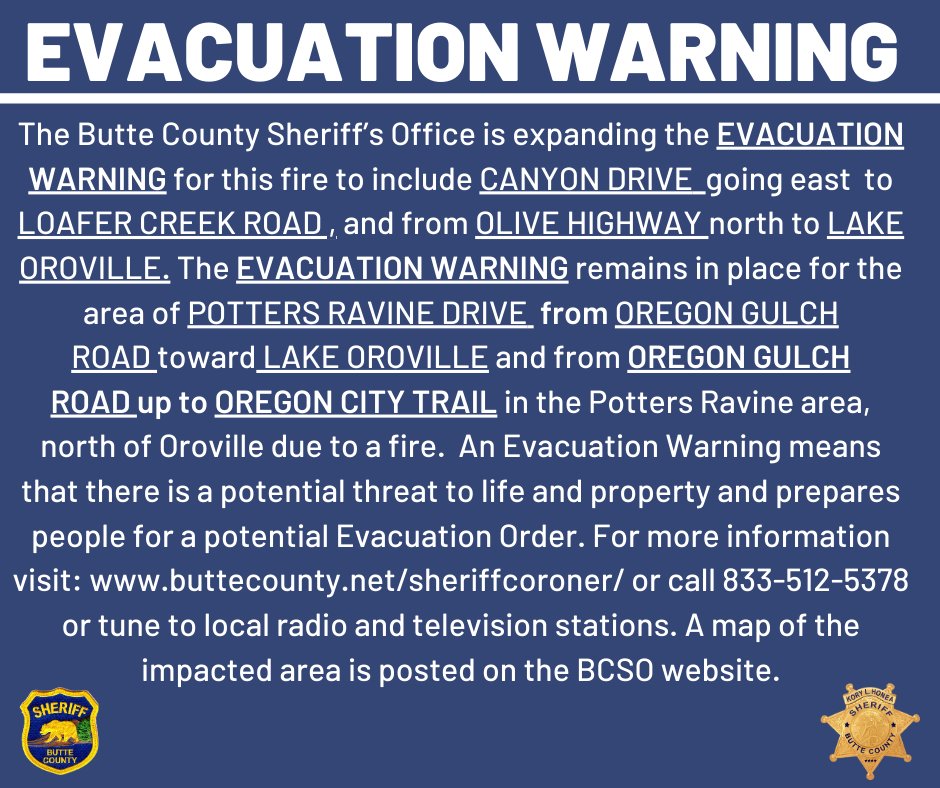 EVACUATION WARNING
The Butte County Sheriff’s Office is expanding the EVACUATION
WARNING for this fire to include CANYON DRIVE going east to
LOAFER CREEK ROAD , and from OLIVE HIGHWAY north to LAKE
OROVILLE. The EVACUATION WARNING remains in place for the
area of POTTERS RAVINE DRIVE from OREGON GULCH
ROAD toward LAKE OROVILLE and from OREGON GULCH
ROAD up to OREGON CITY TRAIL in the Potters Ravine area,
north of Oroville due to a fire. An Evacuation Warning means
that there is a potential threat to life and property and prepares
people for a potential Evacuation Order. For more information
visit: www.buttecounty.net/sheriffcoroner/ or call 833-512-5378
or tune to local radio and television stations. A map of the
impacted area is posted on the BCSO website.
SHERIFF
BUTTE
COUNTY
KORY L. HONEA
SHERIFF
BUTTE COUNTY